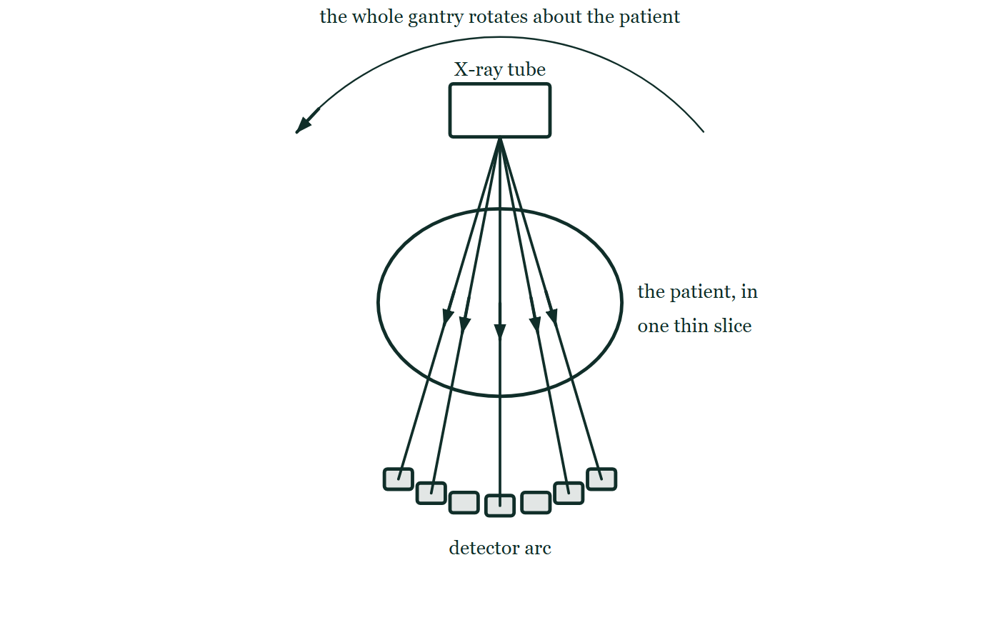 the whole gantry rotates about the patient
X-ray tube
the patient, in
one thin slice
detector arc